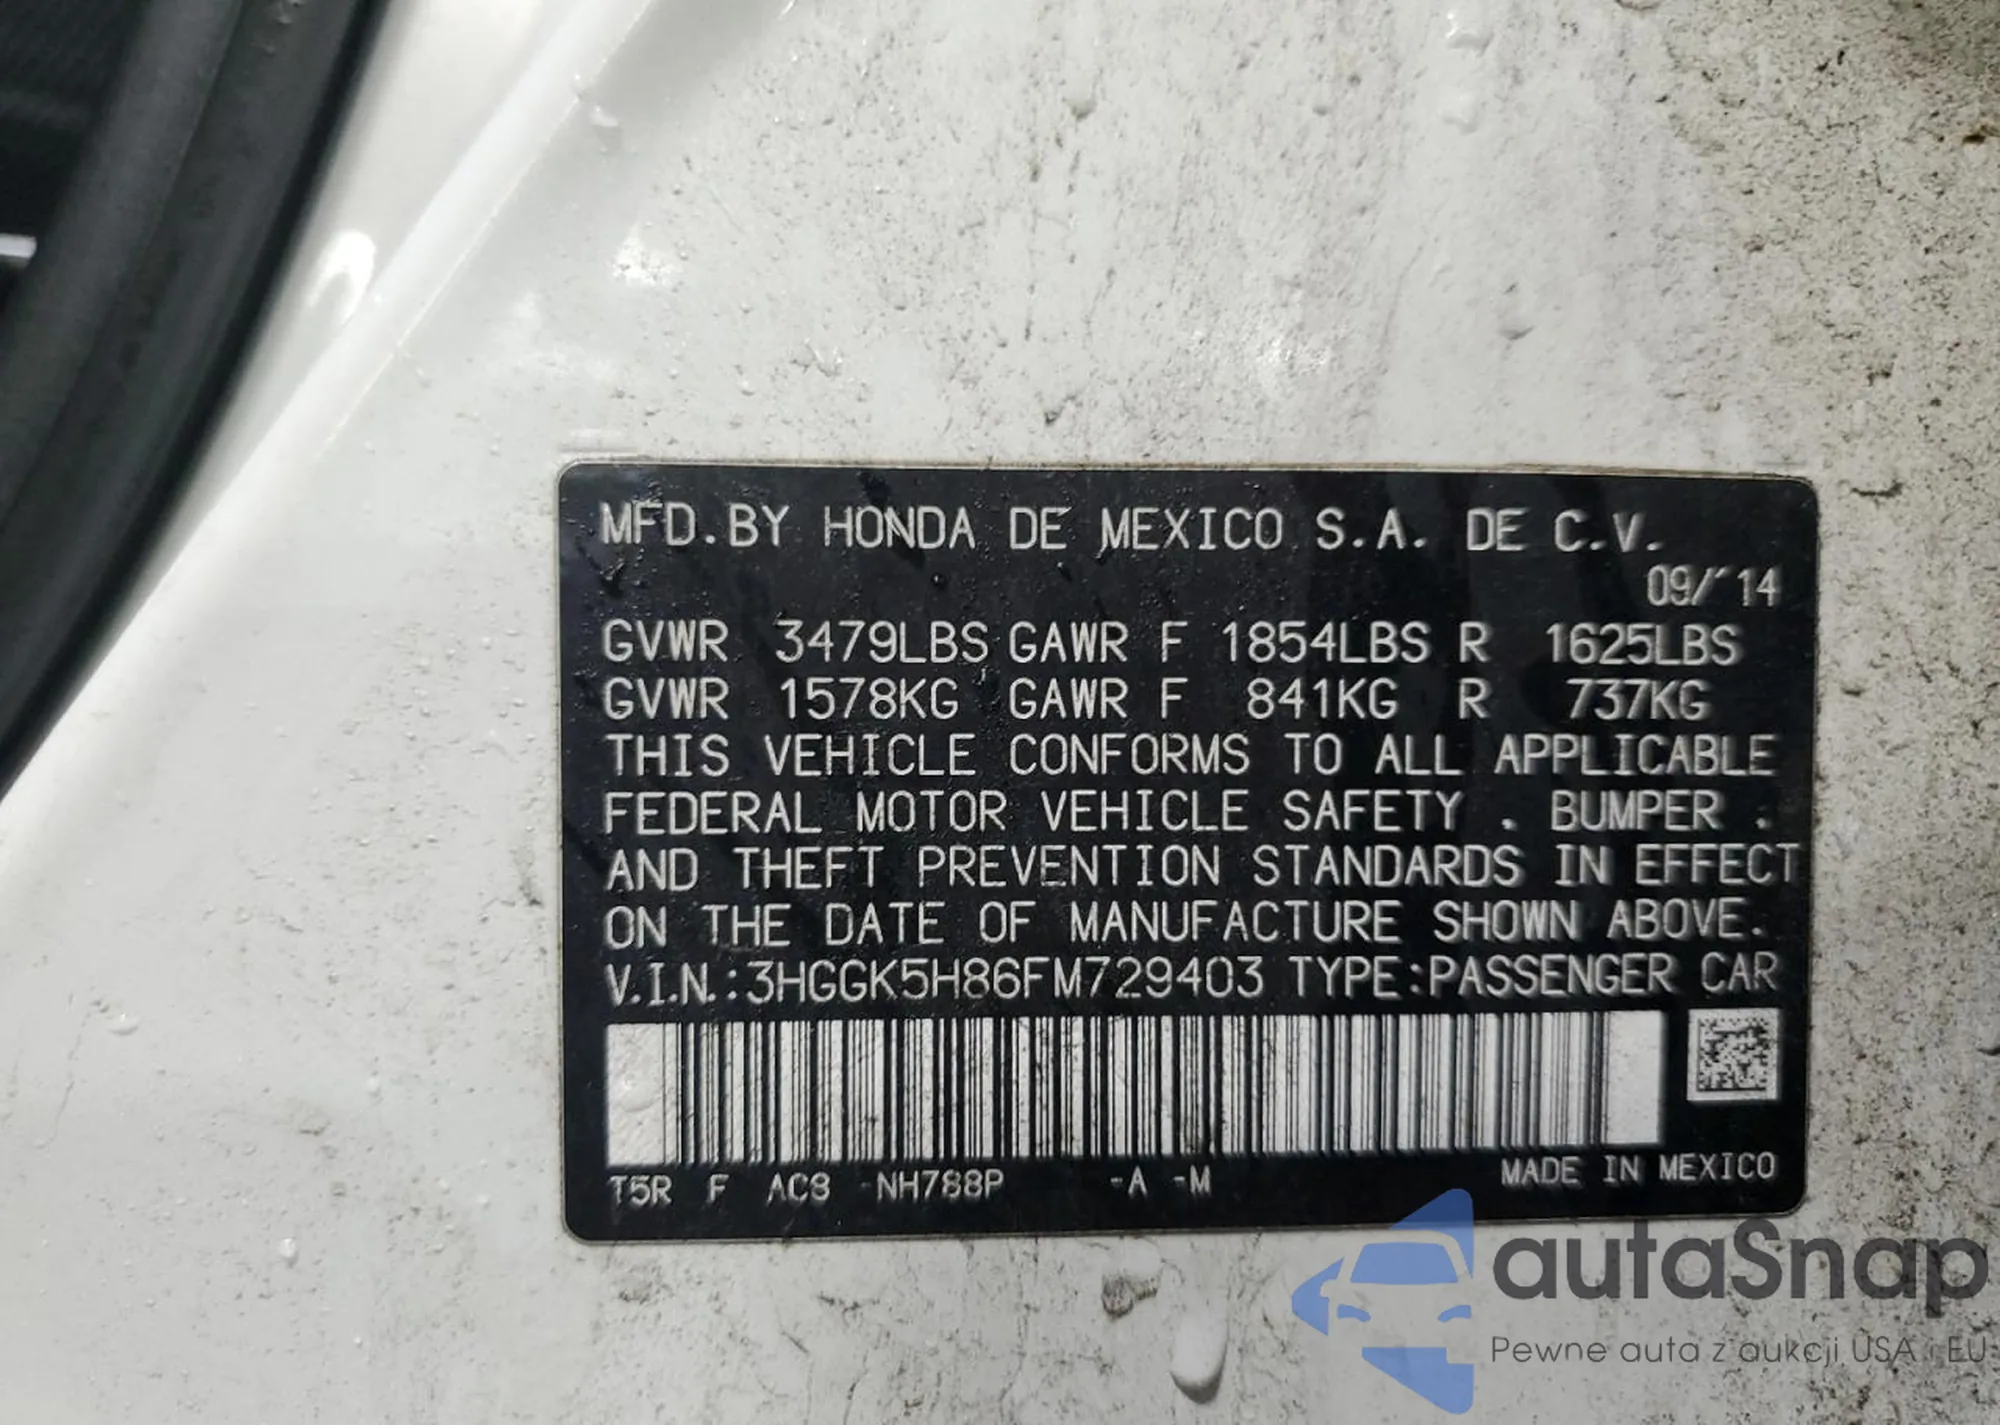 MFD. BY HONDA DE MEXICO S.A. DE C.V.
09/´14
GVWR 3479LBS GAWR F 1854LBS R 1625LBS
GVWR 1578KG GAWR F 841KG R 737KG
THIS VEHICLE CONFORMS TO ALL APPLICABLE
FEDERAL MOTOR VEHICLE SAFETY . BUMPER .
AND THEFT PREVENTION STANDARDS IN EFFECT
ON THE DATE OF MANUFACTURE SHOWN ABOVE.
V.I.N.:3HGGK5H86FM729403 TYPE:PASSENGER CAR
T5R F AC8 NH788P -A -M MADE IN MEXICO
autaSnap
Pewne auta z aukcji USA i EU